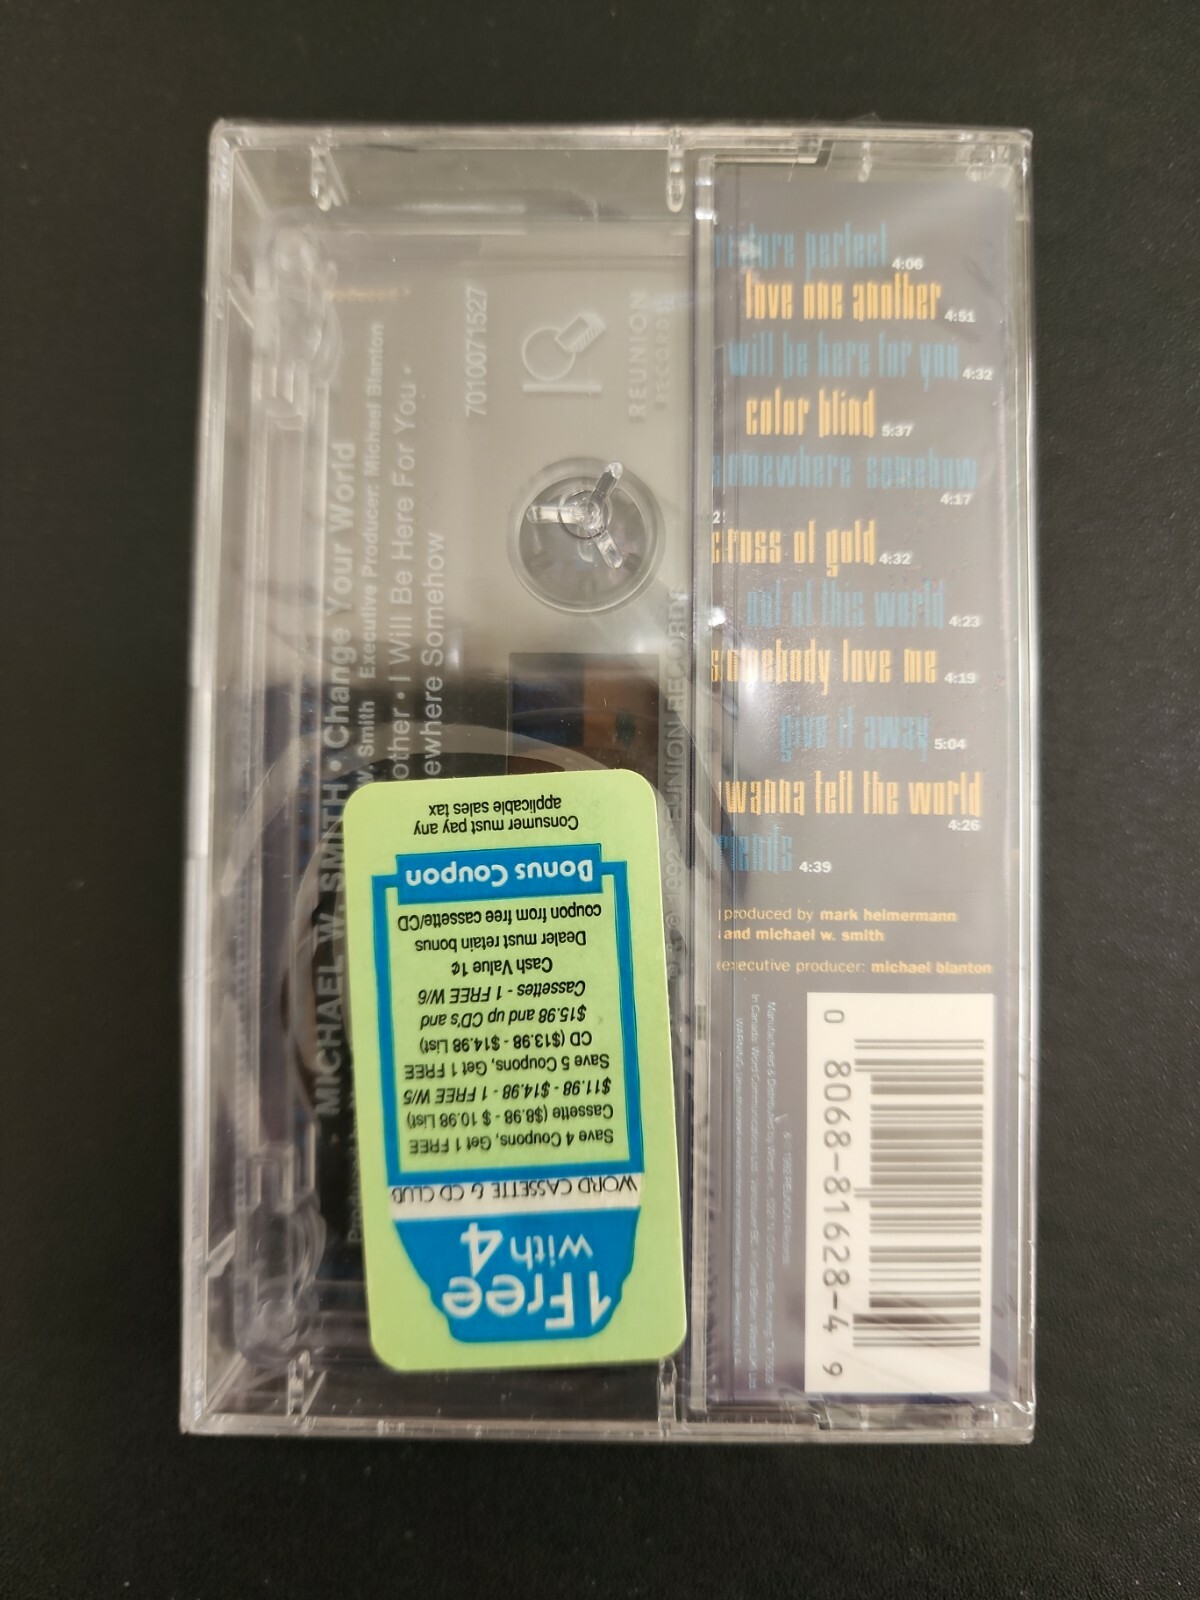 perfect 4:06
love one another 4:51
will be here for you 4:32
color blind 5:37
somewhere somehow
4:17
cross of gold 4:32
out of this world 4:23
somebody love me 4:19
give it away 5:04
wanna tell the world
4:26
4:39
produced by mark heimermann
and michael w. smith
executive producer: michael blanton
0 8068-81628-4 9
MICHAEL W. SMITH • Change Your World
W. Smith Executive Producer: Michael Blanton
other • I Will Be Here For You •
ewhere Somehow
7010071527
REUNION
RECORDS
1992 REUNION RECORDS
1 Free
with 4
WORD CASSETTE & CD CLUB
Save 4 Coupons, Get 1 FREE
Cassette ($8.98 - $ 10.98 List)
$11.98 - $14.98 - 1 FREE W/5
Save 5 Coupons, Get 1 FREE
CD ($13.98 - $14.98 List)
$15.98 and up CD's and
Cassettes - 1 FREE W/6
Cash Value 1¢
Dealer must retain bonus
coupon from free cassette/CD
Bonus Coupon
Consumer must pay any
applicable sales tax